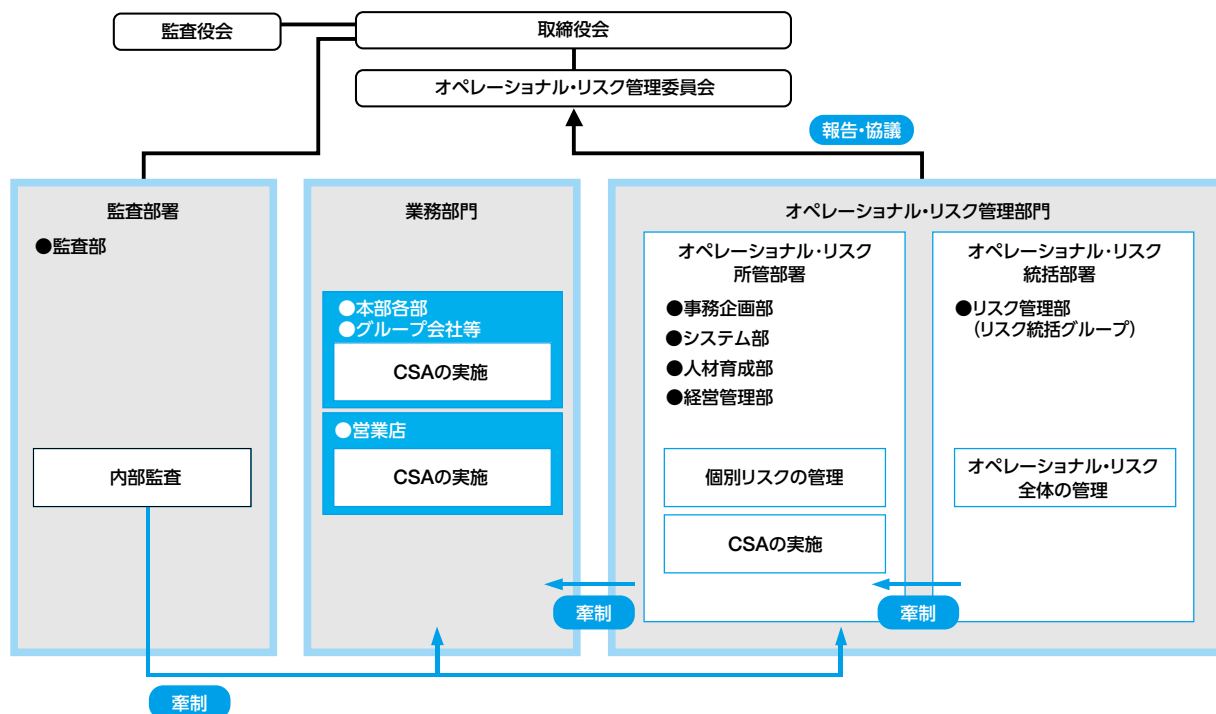 監査役会
取締役会
オペレーショナル・リスク管理委員会
報告・協議
監査部署
●監査部
内部監査
業務部門
●本部各部
●グループ会社等
CSAの実施
●営業店
CSAの実施
オペレーショナル・リスク管理部門
オペレーショナル・リスク
所管部署
●事務企画部
●システム部
●人材育成部
●経営管理部
個別リスクの管理
CSAの実施
オペレーショナル・リスク
統括部署
●リスク管理部
(リスク統括グループ)
オペレーショナル・リスク
全体の管理
牽制
牽制
牽制